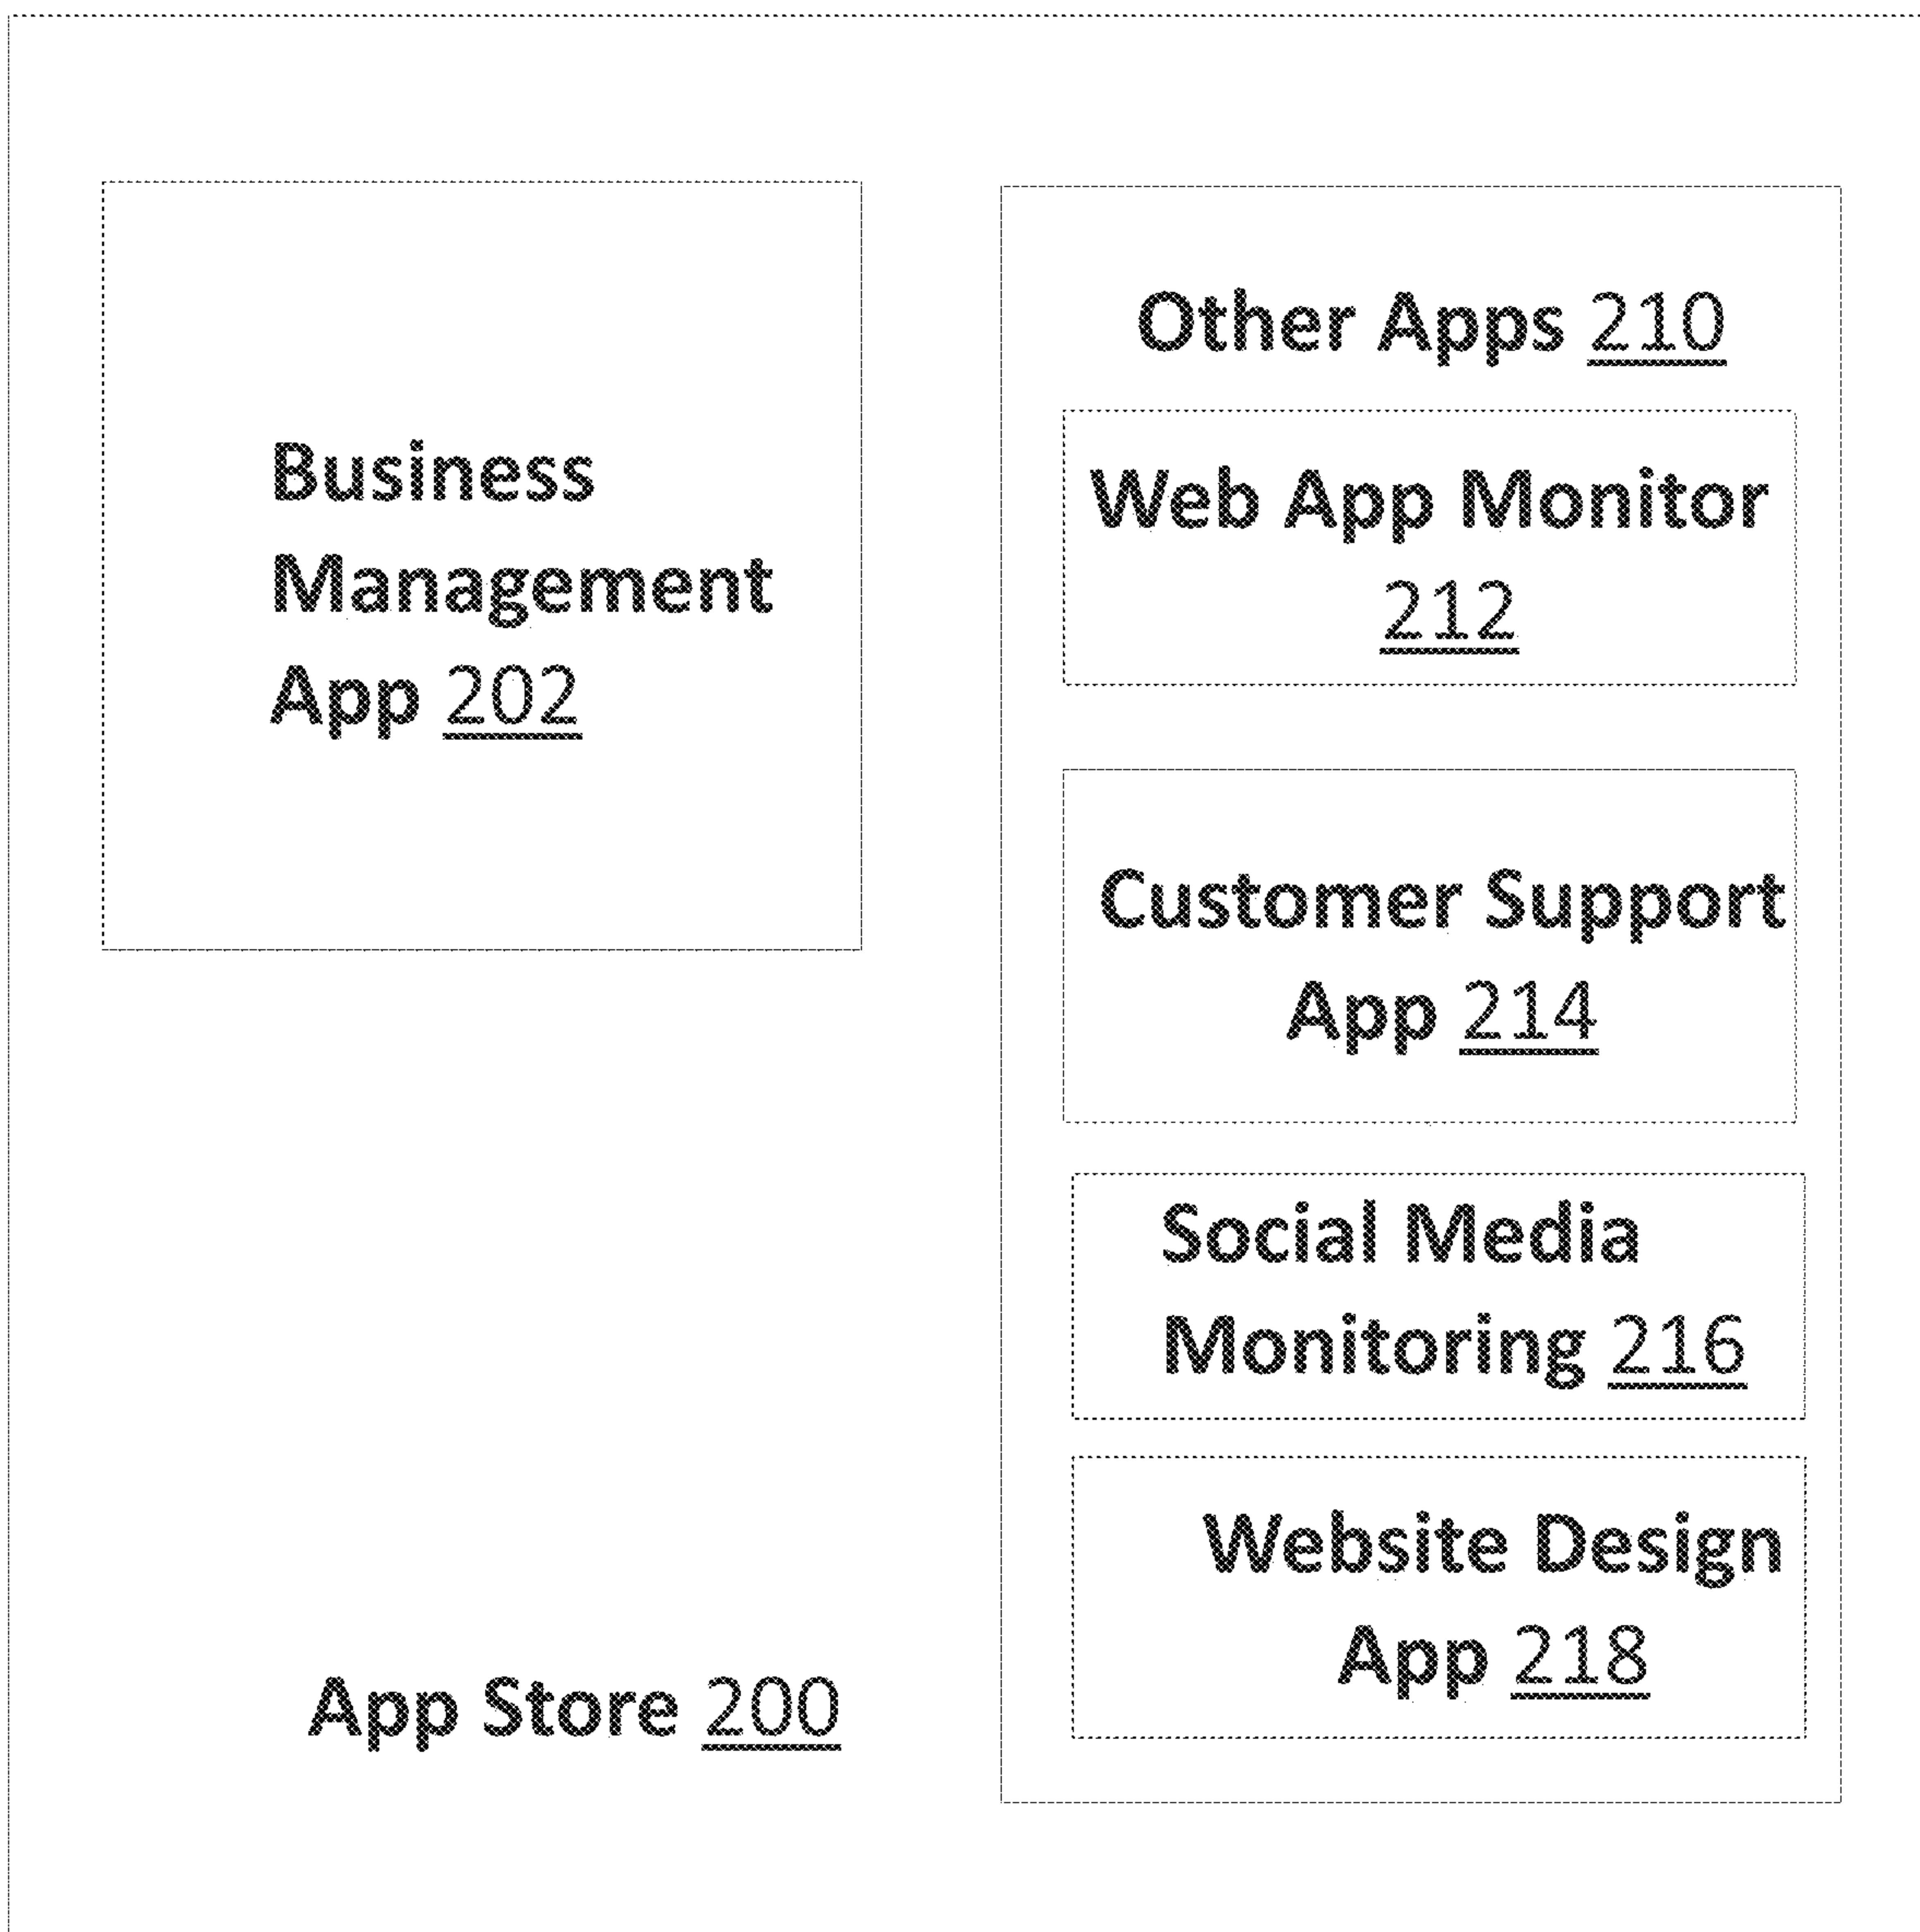 Business
Management
App 202
Other Apps 210
Web App Monitor
212
Customer Support
App 214
Social Media
Monitoring 216
Website Design
App 218
App Store 200